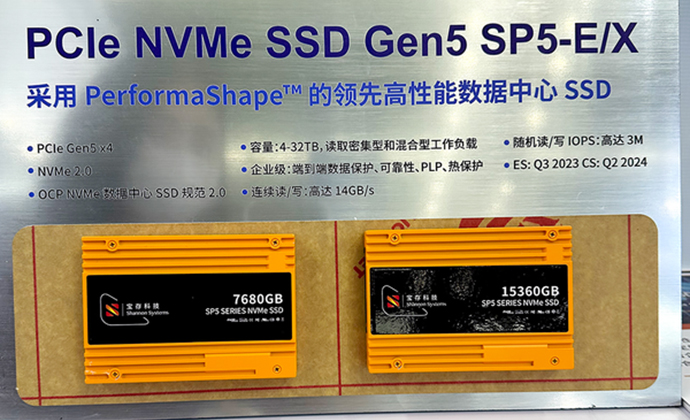 PCIe NVMe SSD Gen5 SP5-E/X
采用 PerformaShape™ 的领先高性能数据中心 SSD
• PCIe Gen5 x4
• NVMe 2.0
• OCP NVMe 数据中心 SSD 规范 2.0
• 容量：4-32TB，读取密集型和混合型工作负载
• 企业级：端到端数据保护、可靠性、PLP、热保护
• 连续读/写：高达 14GB/s
• 随机读/写 IOPS：高达 3M
• ES: Q3 2023 CS: Q2 2024
宝存科技
Shannon Systems
7680GB
SP5 SERIES NVMe SSD
宝存科技
Shannon Systems
15360GB
SP5 SERIES NVMe SSD